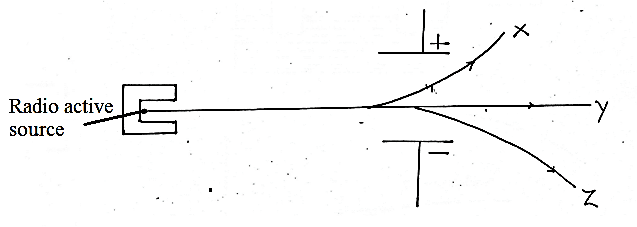 +
X
Radio active
source
Y
−
Z